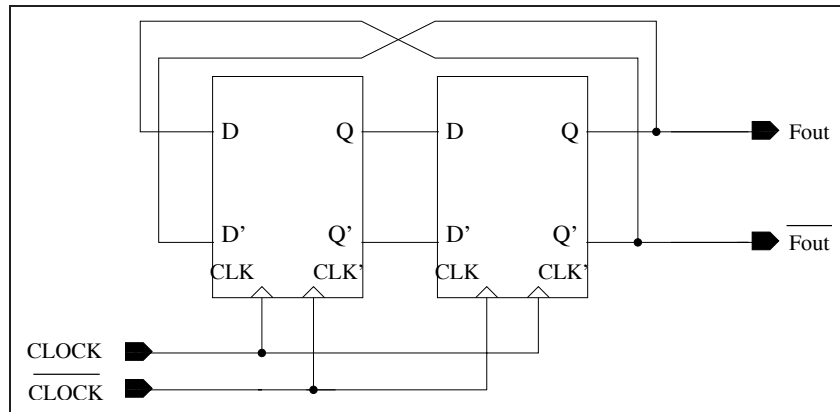 D Q D Q Fout
D’ Q’ D’ Q’ Fout
CLK CLK’ CLK CLK’
CLOCK
CLOCK